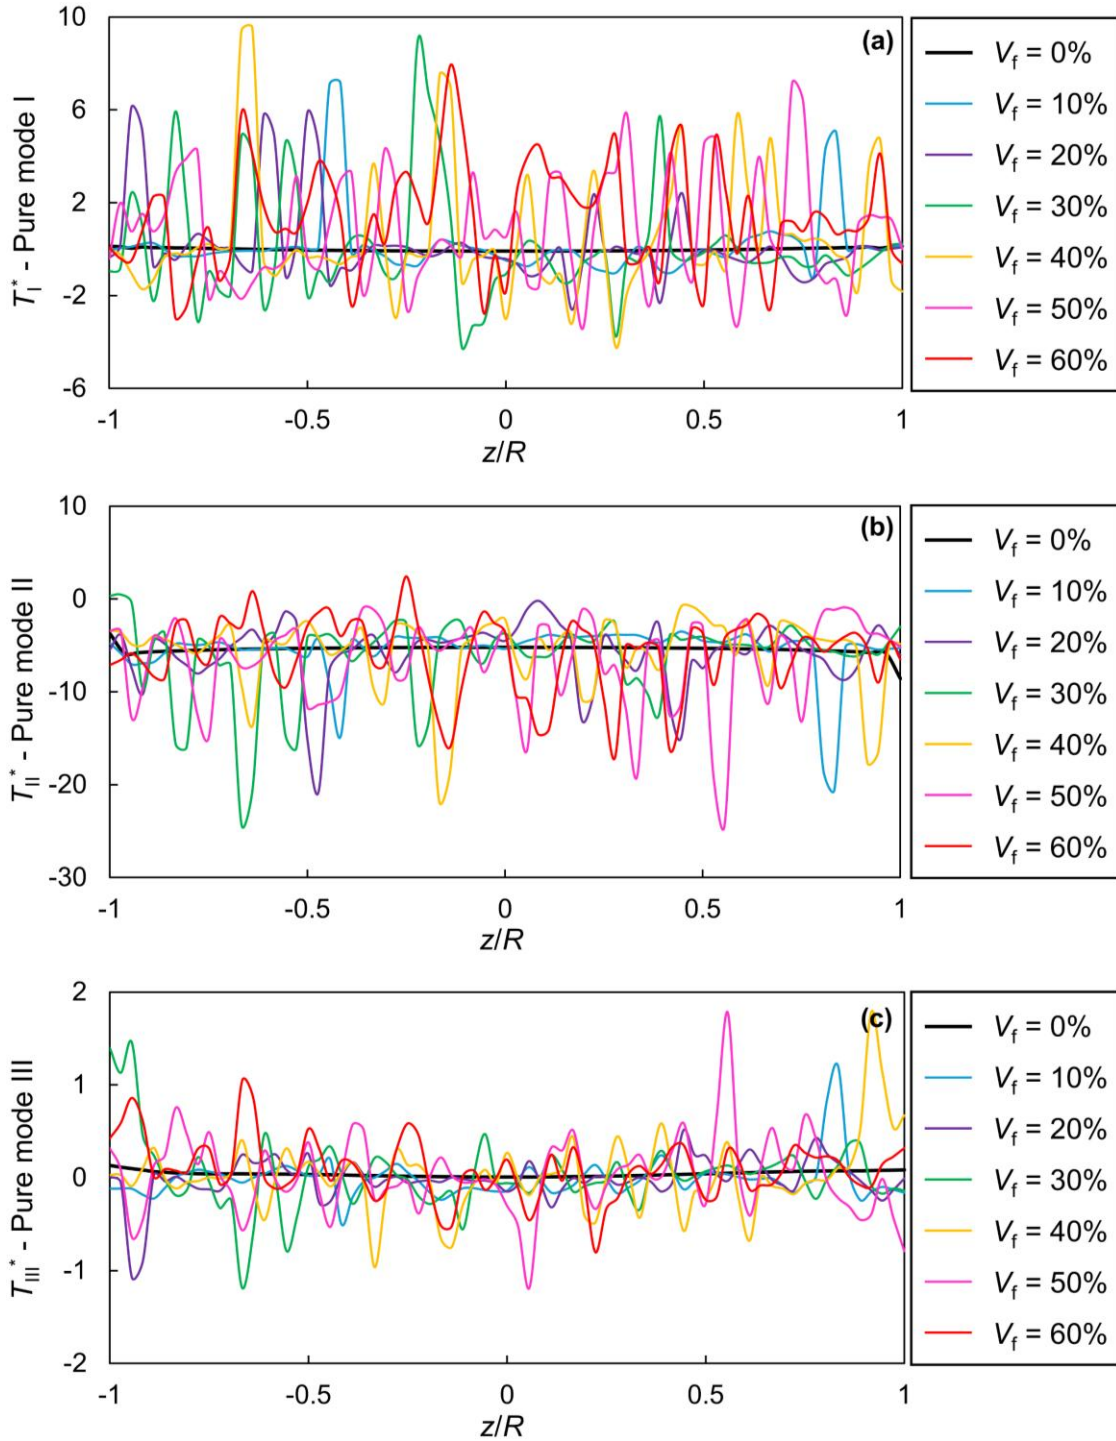 T_I* - Pure mode I
10
6
2
-2
-6
(a)
-1 -0.5 0 0.5 1
z/R
V_f = 0%
V_f = 10%
V_f = 20%
V_f = 30%
V_f = 40%
V_f = 50%
V_f = 60%
T_II* - Pure mode II
10
0
-10
-20
-30
(b)
-1 -0.5 0 0.5 1
z/R
V_f = 0%
V_f = 10%
V_f = 20%
V_f = 30%
V_f = 40%
V_f = 50%
V_f = 60%
T_III* - Pure mode III
2
1
0
-1
-2
(c)
-1 -0.5 0 0.5 1
z/R
V_f = 0%
V_f = 10%
V_f = 20%
V_f = 30%
V_f = 40%
V_f = 50%
V_f = 60%